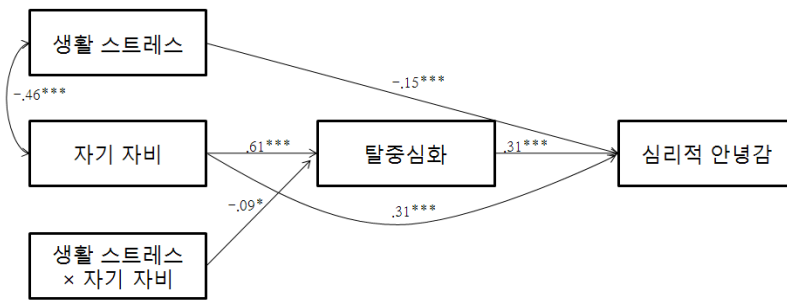 생활 스트레스
-.15***
-.46***
자기 자비
.61***
탈중심화
.31***
심리적 안녕감
-.09*
.31***
생활 스트레스
× 자기 자비